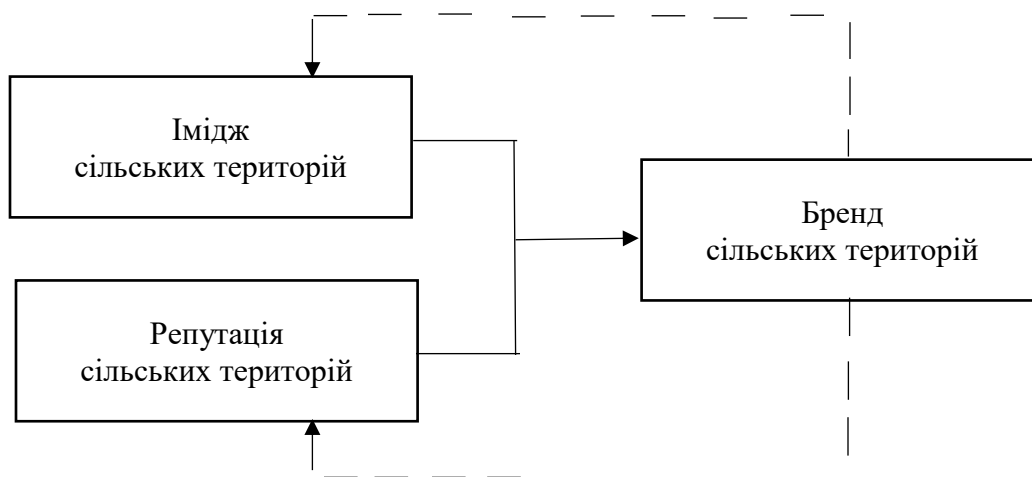 Імідж
сільських територій
Бренд
сільських територій
Репутація
сільських територій